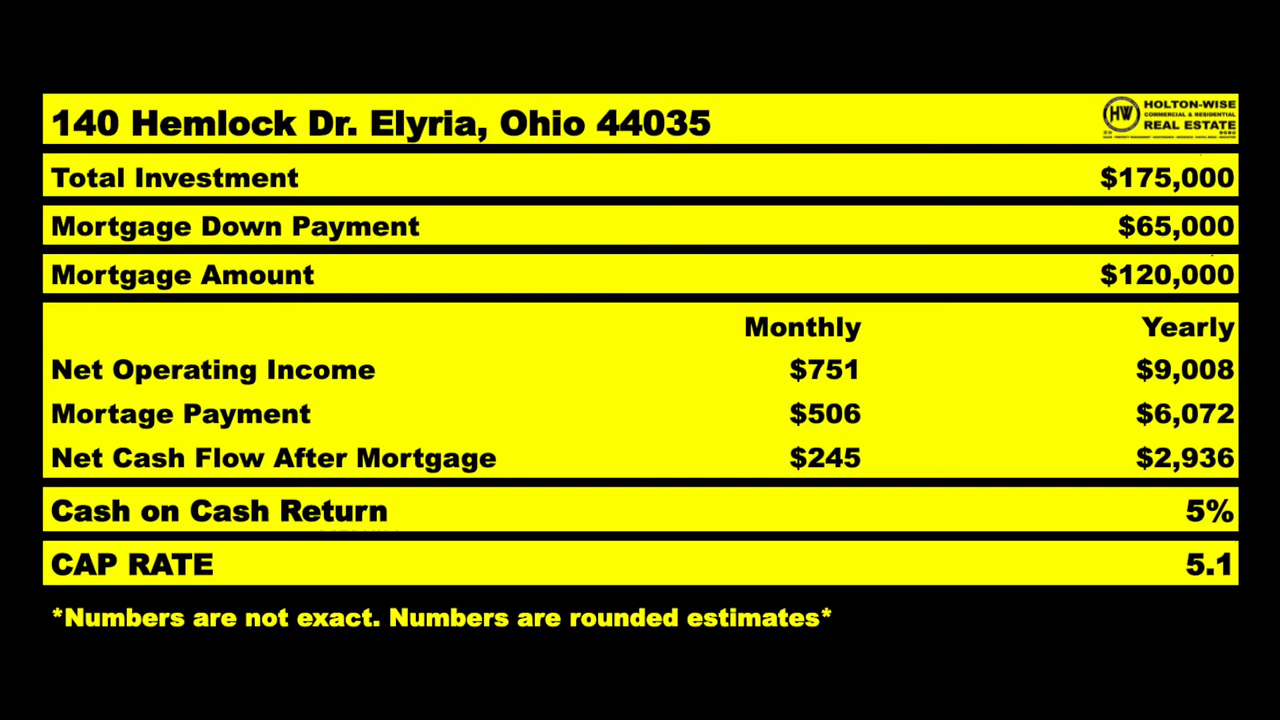 140 Hemlock Dr. Elyria, Ohio 44035
HOLTON-WISE
COMMERCIAL & RESIDENTIAL
REAL ESTATE
HW
Total Investment $175,000
Mortgage Down Payment $65,000
Mortgage Amount $120,000
Monthly Yearly
Net Operating Income $751 $9,008
Mortage Payment $506 $6,072
Net Cash Flow After Mortgage $245 $2,936
Cash on Cash Return 5%
CAP RATE 5.1
*Numbers are not exact. Numbers are rounded estimates*